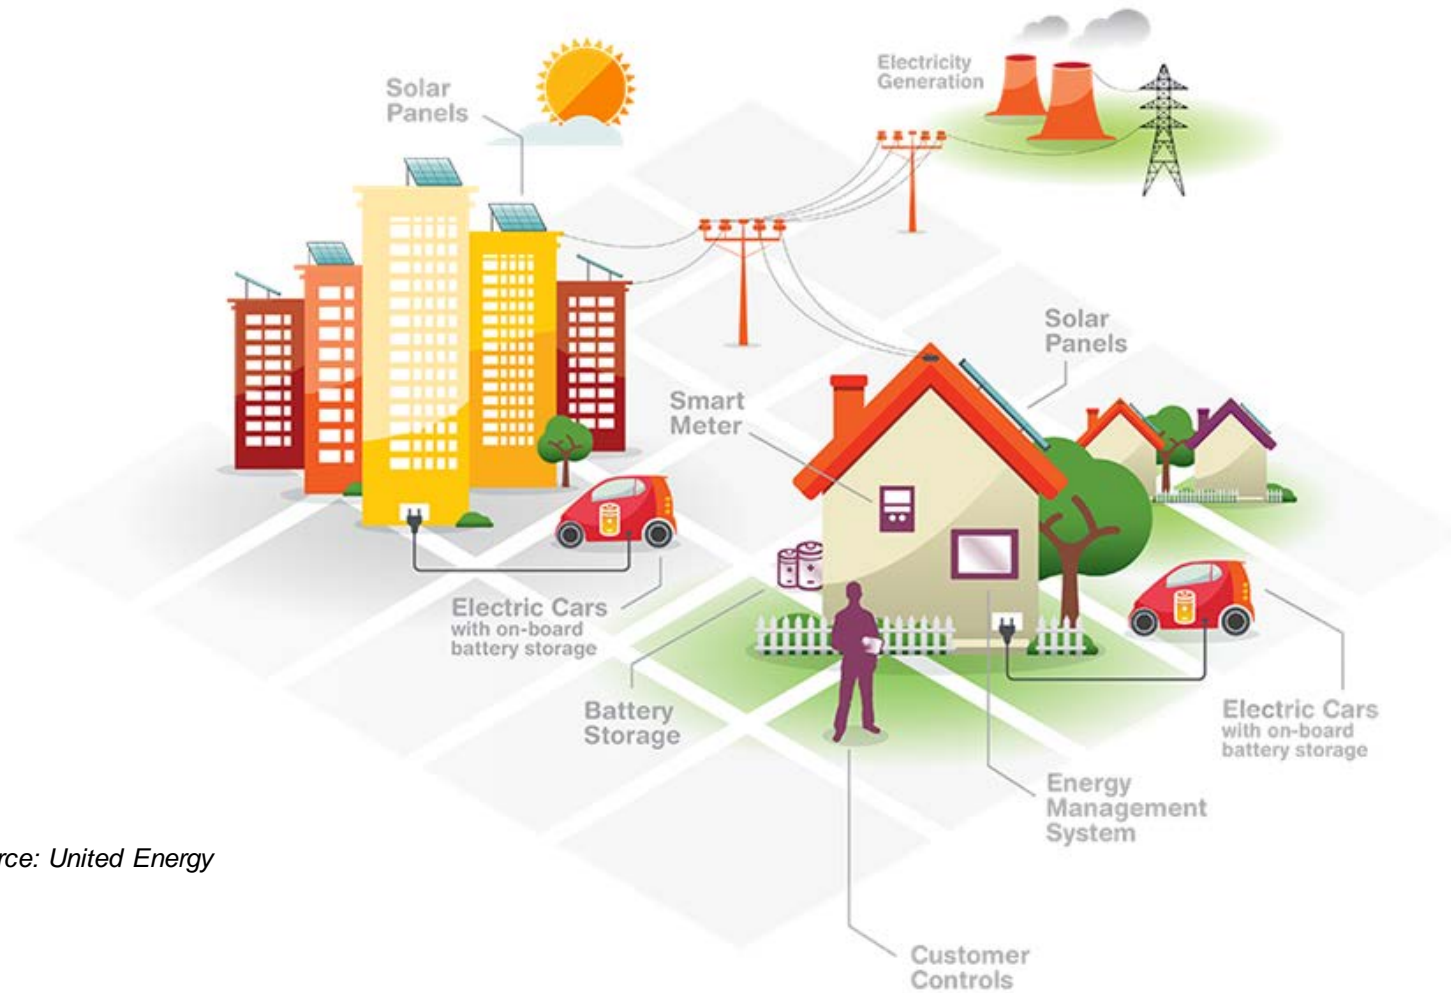 Solar
Panels
Electricity
Generation
Solar
Panels
Smart
Meter
Electric Cars
with on-board
battery storage
Battery
Storage
Electric Cars
with on-board
battery storage
Energy
Management
System
rce: United Energy
Customer
Controls